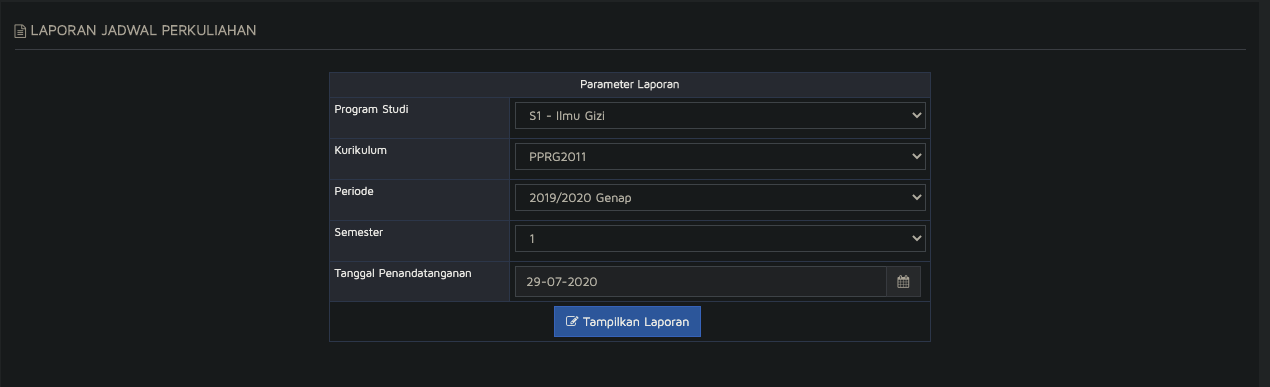 LAPORAN JADWAL PERKULIAHAN
Parameter Laporan
Program Studi
S1 - Ilmu Gizi
Kurikulum
PPRG2011
Periode
2019/2020 Genap
Semester
1
Tanggal Penandatanganan
29-07-2020
Tampilkan Laporan